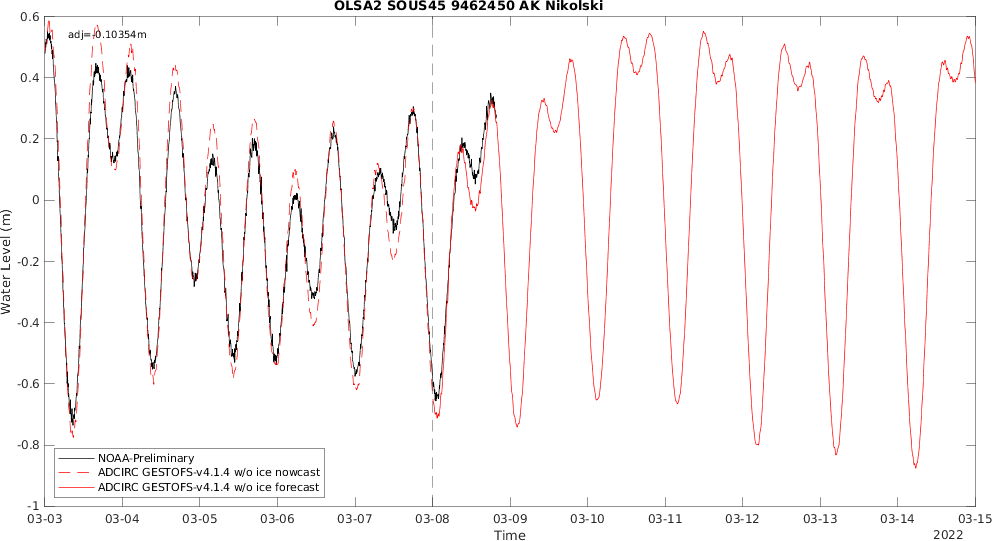 OLSA2 SOUS45 9462450 AK Nikolski
adj=-0.10354m
0.6
0.4
0.2
0
-0.2
-0.4
-0.6
-0.8
-1
Water Level (m)
NOAA-Preliminary
ADCIRC GESTOFS-v4.1.4 w/o ice nowcast
ADCIRC GESTOFS-v4.1.4 w/o ice forecast
03-03 03-04 03-05 03-06 03-07 03-08 03-09 03-10 03-11 03-12 03-13 03-14 03-15
Time
2022